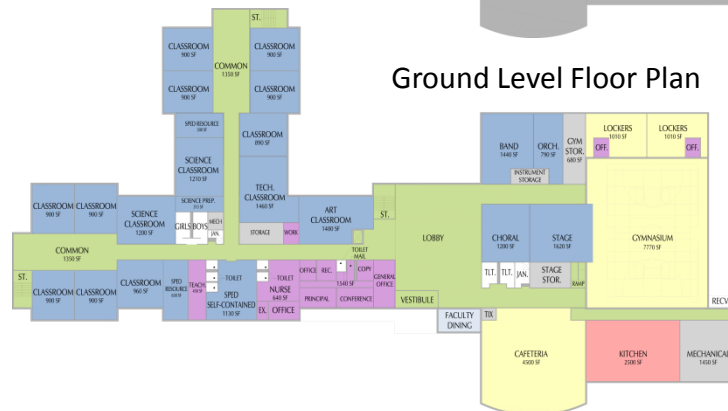 Ground Level Floor Plan
ST.
CLASSROOM
900 SF
CLASSROOM
900 SF
COMMON
1350 SF
CLASSROOM
900 SF
CLASSROOM
900 SF
SPED RESOURCE
CLASSROOM
890 SF
SCIENCE
CLASSROOM
1210 SF
TECH.
CLASSROOM
1460 SF
SCIENCE PREP.
ART
CLASSROOM
1400 SF
STORAGE
WORK
CLASSROOM
900 SF
CLASSROOM
900 SF
SCIENCE
CLASSROOM
1200 SF
GIRLS
BOYS
MECH
JAN.
COMMON
1350 SF
ST.
CLASSROOM
900 SF
CLASSROOM
900 SF
CLASSROOM
960 SF
SPED
RESOURCE
TEACH.
TOILET
SPED
SELF-CONTAINED
1130 SF
TOILET
NURSE
640 SF
EX.
OFFICE
OFFICE
REC.
1540 SF
COPY
PRINCIPAL
CONFERENCE
GENERAL
OFFICE
TOILET
MAIL
ST.
LOBBY
VESTIBULE
BAND
1440 SF
ORCH.
790 SF
GYM
STOR.
680 SF
INSTRUMENT
STORAGE
LOCKERS
1010 SF
LOCKERS
1010 SF
OFF.
OFF.
CHORAL
1200 SF
STAGE
1620 SF
GYMNASIUM
7770 SF
TLT.
TLT.
JAN.
STAGE
STOR.
RAMP
RECV
FACULTY
DINING
TIX
CAFETERIA
4500 SF
KITCHEN
2500 SF
MECHANICAL
1450 SF